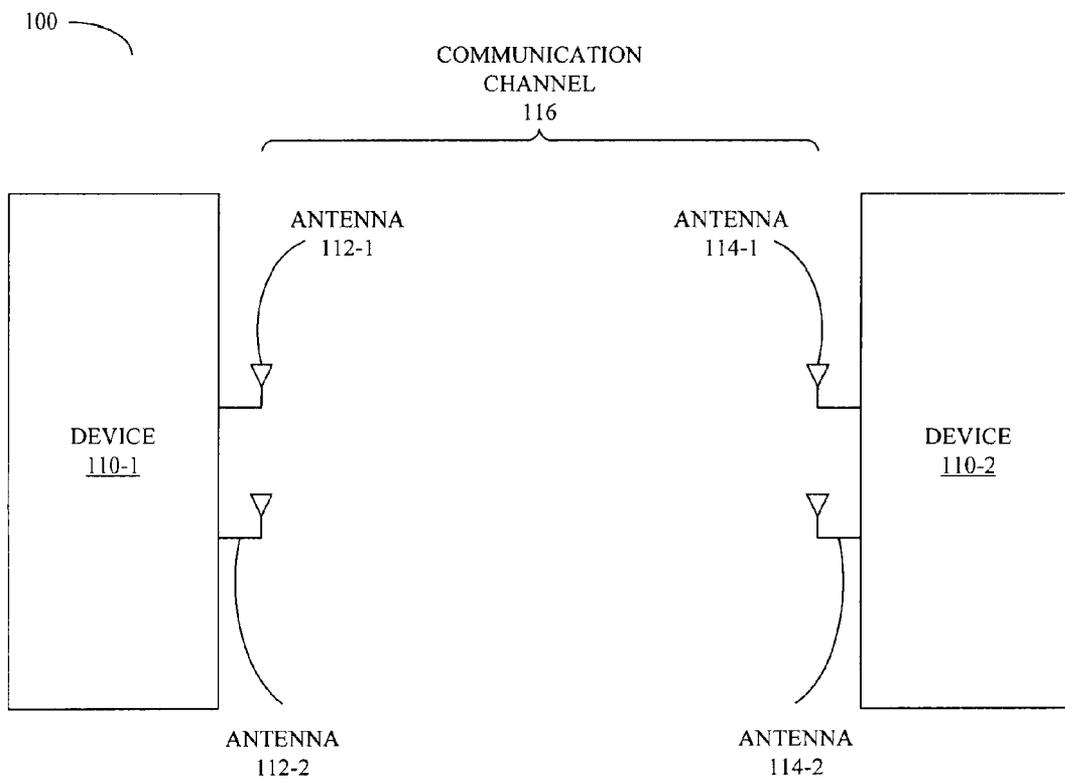 100
COMMUNICATION
CHANNEL
116
ANTENNA
112-1
ANTENNA
114-1
DEVICE
110-1
DEVICE
110-2
ANTENNA
112-2
ANTENNA
114-2